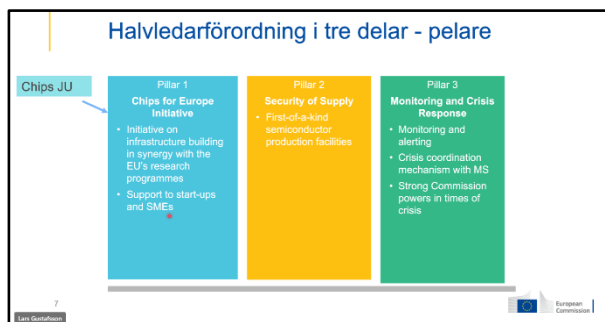 Halvledarförordning i tre delar - pelare
Chips JU
Pillar 1
Chips for Europe
Initiative
• Initiative on
infrastructure building
in synergy with the
EU's research
programmes
• Support to start-ups
and SMEs
Pillar 2
Security of Supply
• First-of-a-kind
semiconductor
production facilities
Pillar 3
Monitoring and Crisis
Response
• Monitoring and
alerting
• Crisis coordination
mechanism with MS
• Strong Commission
powers in times of
crisis
7
Lars Gustafsson
European
Commission